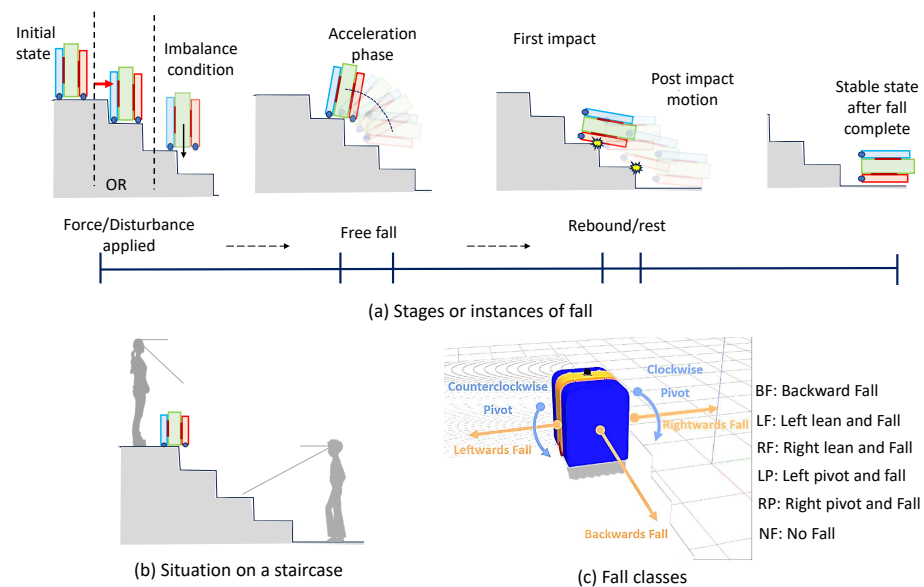 Initial
state
Imbalance
condition
OR
Acceleration
phase
First impact
Post impact
motion
Stable state
after fall
complete
Force/Disturbance
applied
Free fall
Rebound/rest
(a) Stages or instances of fall
(b) Situation on a staircase
Counterclockwise
Pivot
Clockwise
Pivot
Leftwards Fall
Rightwards Fall
Backwards Fall
BF: Backward Fall
LF: Left lean and Fall
RF: Right lean and Fall
LP: Left pivot and fall
RP: Right pivot and Fall
NF: No Fall
(c) Fall classes